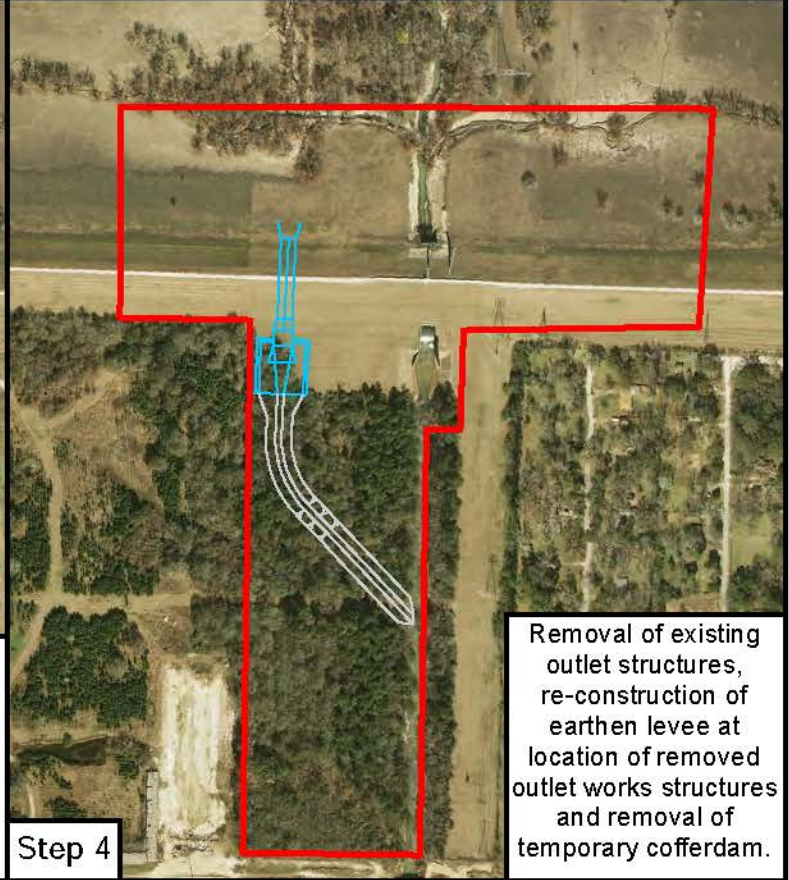 Step 4
Removal of existing
outlet structures,
re-construction of
earthen levee at
location of removed
outlet works structures
and removal of
temporary cofferdam.